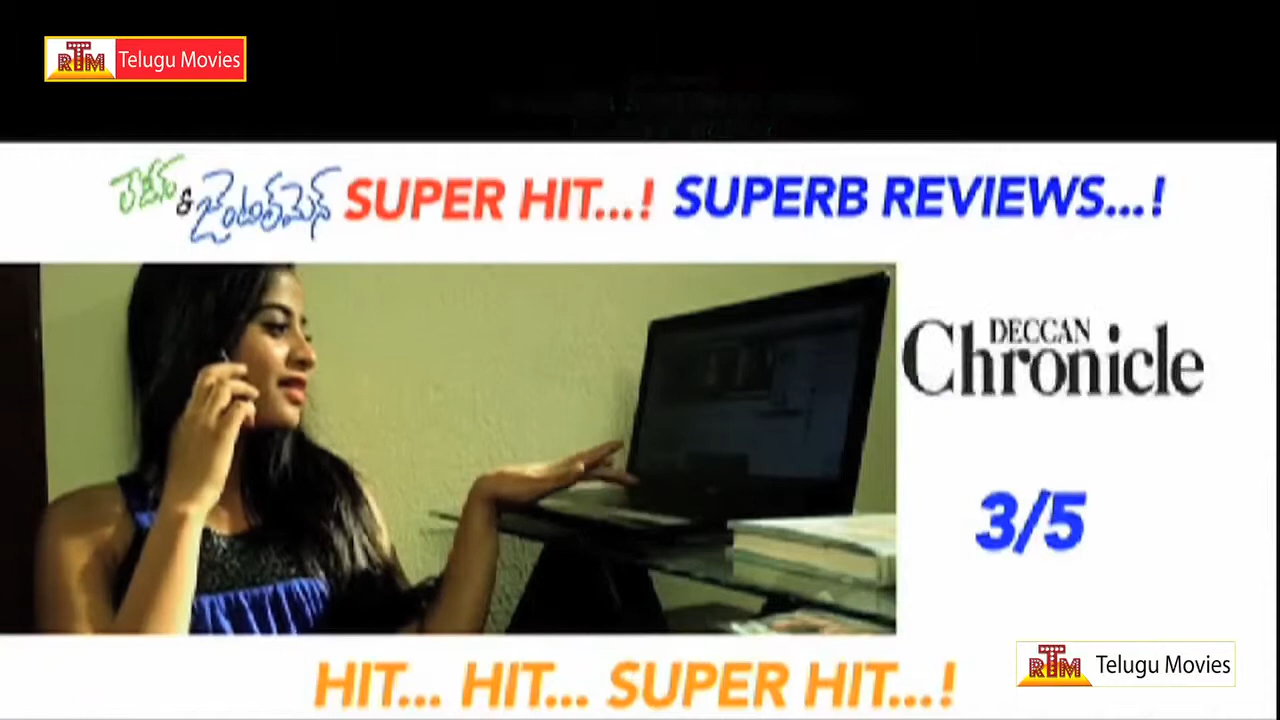 RTM Telugu Movies
లేడీస్ & జెంటిల్‌మెన్ SUPER HIT...! SUPERB REVIEWS...!
DECCAN
Chronicle
3/5
RTM Telugu Movies
HIT... HIT... SUPER HIT...!